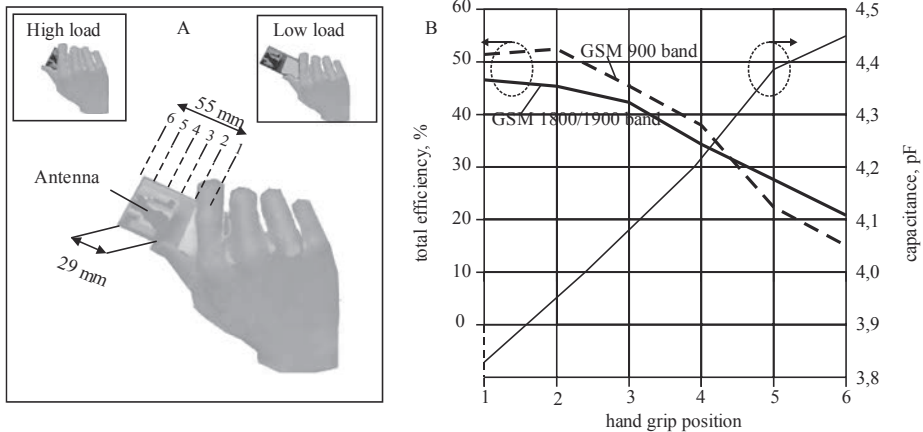 High load
A
Low load
55 mm
6 5 4 3 2 1
Antenna
29 mm
B
total efficiency, %
60
50
40
30
20
10
0
GSM 900 band
GSM 1800/1900 band
4,5
4,4
4,3
4,2
4,1
4,0
3,9
3,8
capacitance, pF
1 2 3 4 5 6
hand grip position